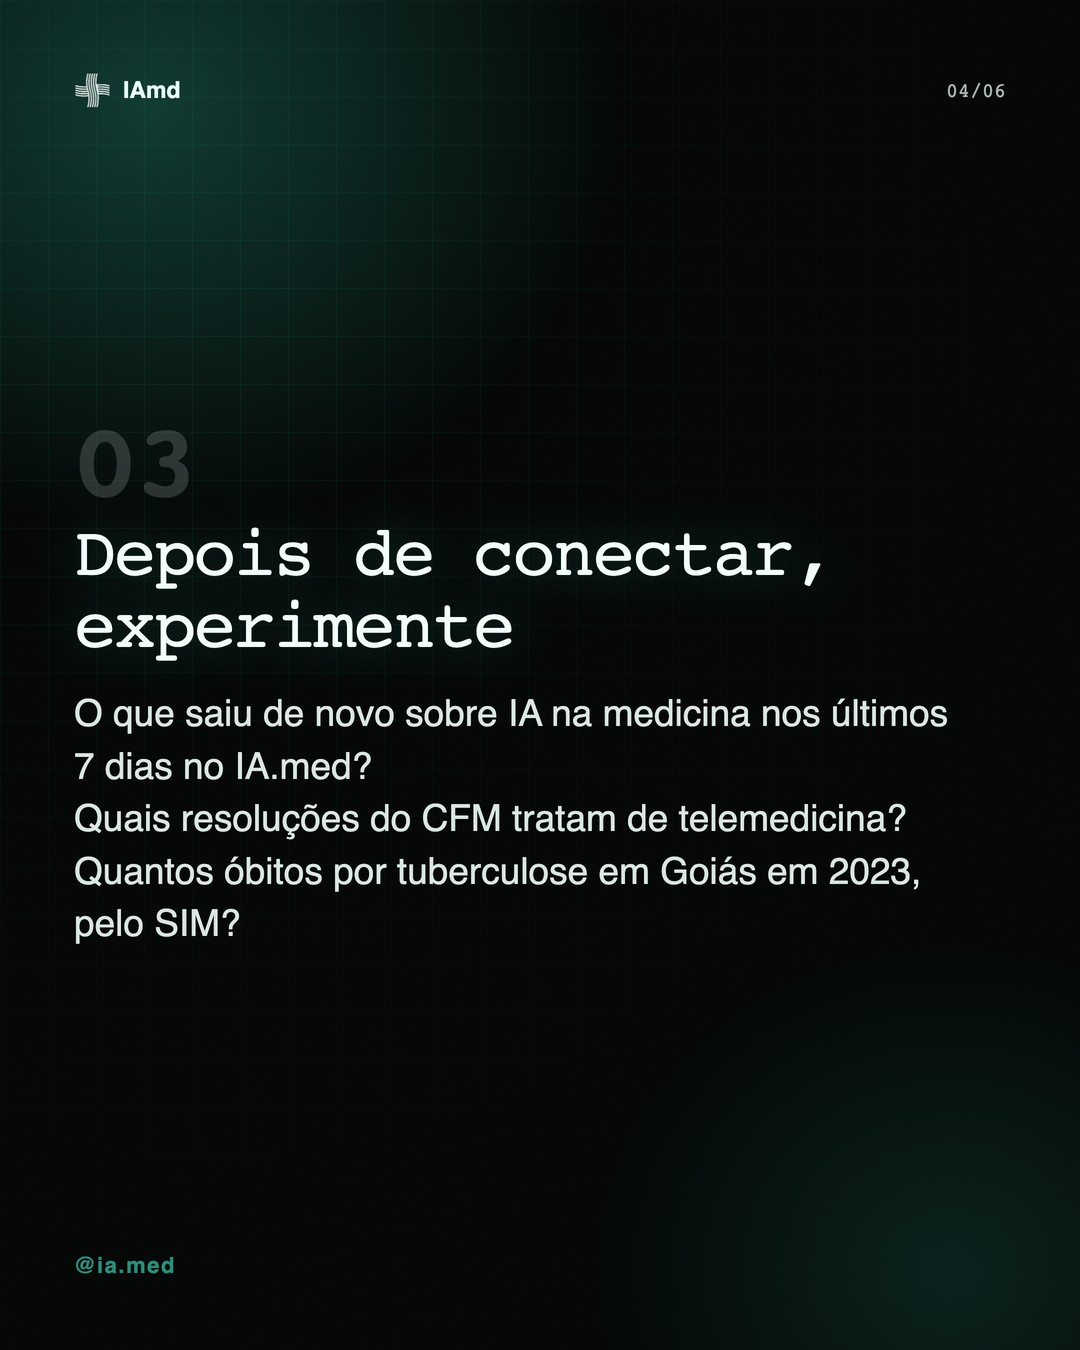 IAmd
04/06
03
Depois de conectar,
experimente
O que saiu de novo sobre IA na medicina nos últimos
7 dias no IA.med?
Quais resoluções do CFM tratam de telemedicina?
Quantos óbitos por tuberculose em Goiás em 2023,
pelo SIM?
@ia.med